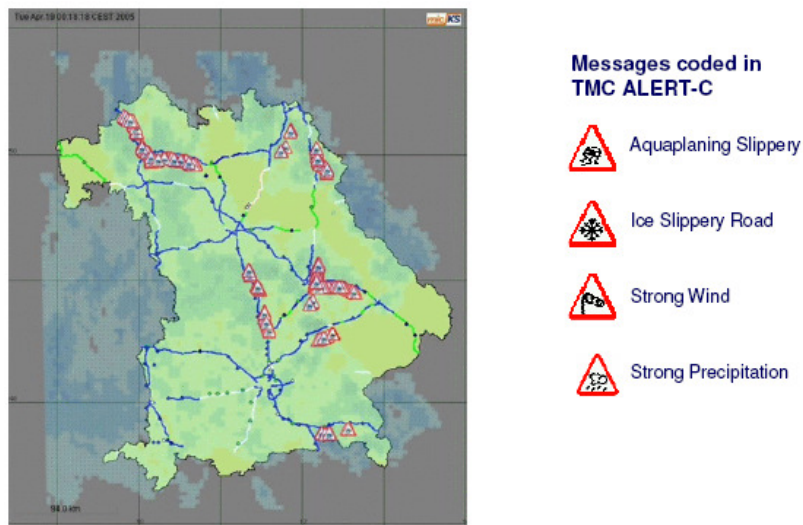 Messages coded in
TMC ALERT-C
Aquaplaning Slippery
Ice Slippery Road
Strong Wind
Strong Precipitation